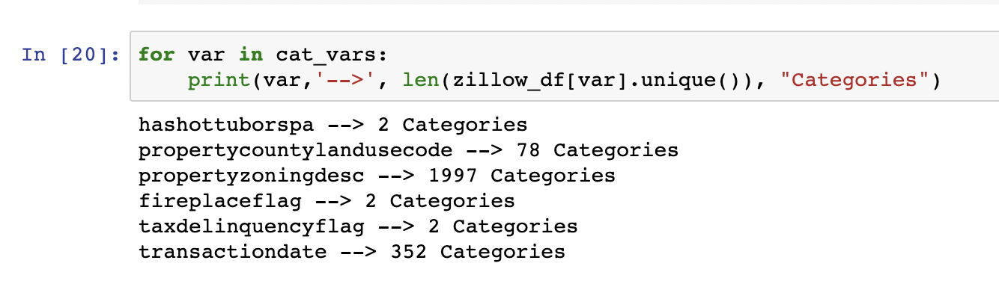 In [20]: for var in cat_vars:
    print(var,'-->', len(zillow_df[var].unique()), "Categories")
hashottuborspa --> 2 Categories
propertycountylandusecode --> 78 Categories
propertyzoningdesc --> 1997 Categories
fireplaceflag --> 2 Categories
taxdelinquencyflag --> 2 Categories
transactiondate --> 352 Categories